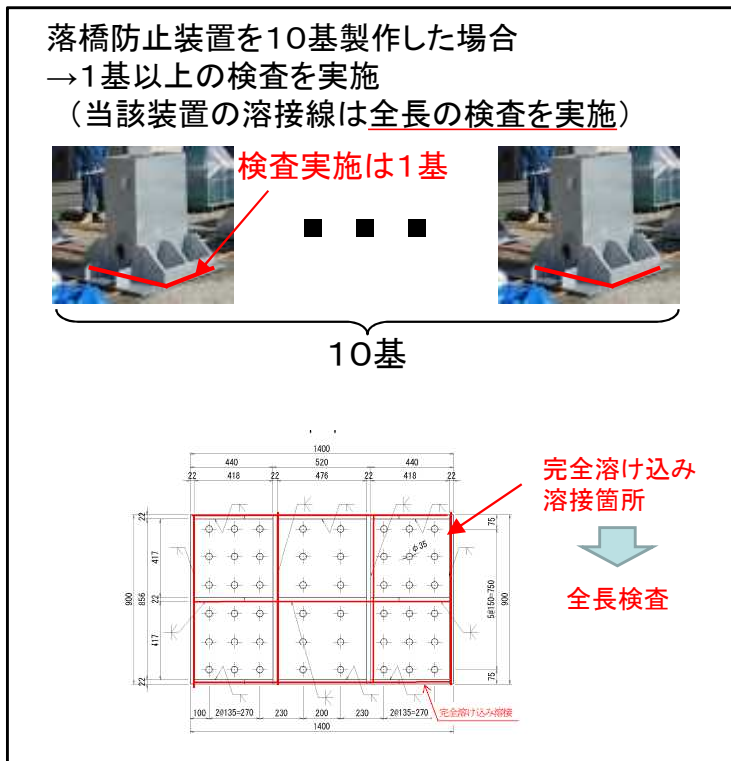 落橋防止装置を10基製作した場合
→1基以上の検査を実施
(当該装置の溶接線は全長の検査を実施)
検査実施は1基
■ ■ ■
10基
1400
440 520 440
22 418 22 476 22 418 22
22
417
22
417
22
856
900
φ35
75
5@150=750
75
900
100 2@135=270 230 200 230 2@135=270
1400
完全溶け込み溶接
完全溶け込み
溶接箇所
全長検査